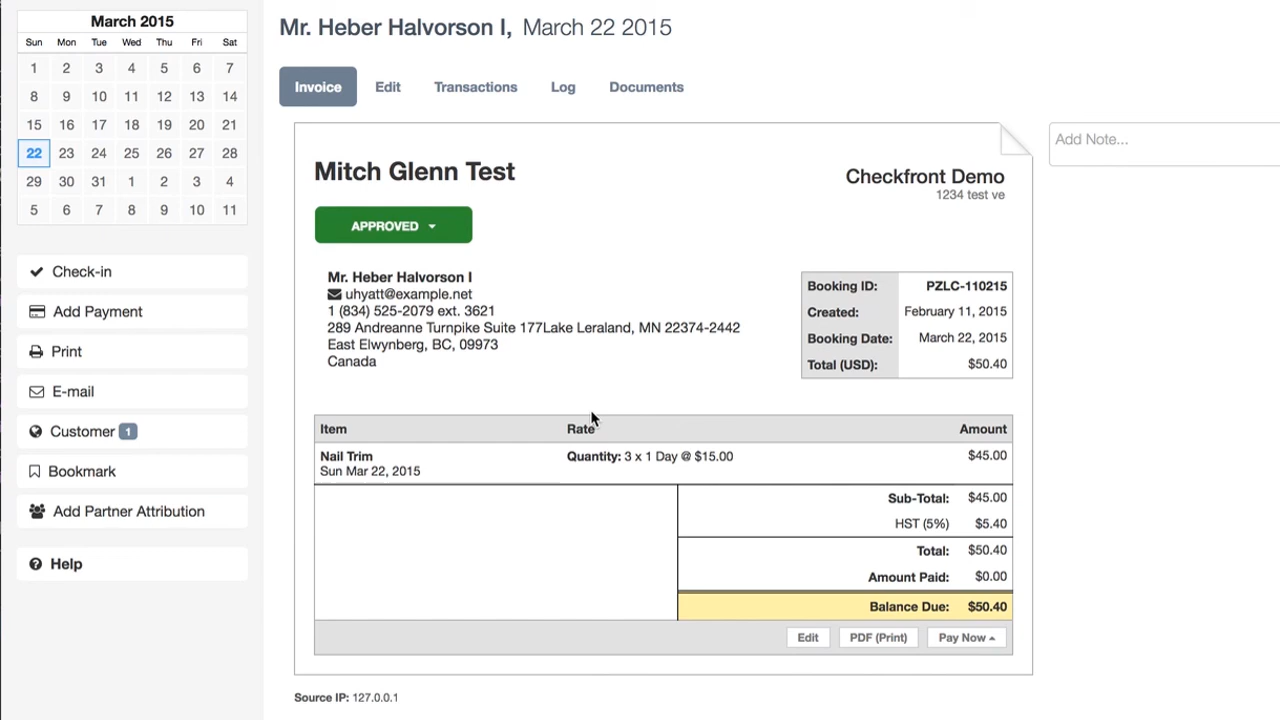 March 2015
Sun Mon Tue Wed Thu Fri Sat
1 2 3 4 5 6 7
8 9 10 11 12 13 14
15 16 17 18 19 20 21
22 23 24 25 26 27 28
29 30 31 1 2 3 4
5 6 7 8 9 10 11
Check-in
Add Payment
Print
E-mail
Customer 1
Bookmark
Add Partner Attribution
Help
Mr. Heber Halvorson I, March 22 2015
Invoice Edit Transactions Log Documents
Mitch Glenn Test
Checkfront Demo
1234 test ve
APPROVED
Mr. Heber Halvorson I
uhyatt@example.net
1 (834) 525-2079 ext. 3621
289 Andreanne Turnpike Suite 177Lake Leraland, MN 22374-2442
East Elwynberg, BC, 09973
Canada
Booking ID: PZLC-110215
Created: February 11, 2015
Booking Date: March 22, 2015
Total (USD): $50.40
Item Rate Amount
Nail Trim Quantity: 3 x 1 Day @ $15.00 $45.00
Sun Mar 22, 2015
Sub-Total: $45.00
HST (5%) $5.40
Total: $50.40
Amount Paid: $0.00
Balance Due: $50.40
Edit PDF (Print) Pay Now
Source IP: 127.0.0.1
Add Note...